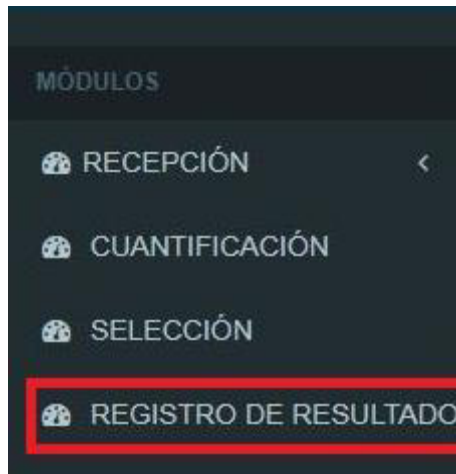 MÓDULOS
RECEPCIÓN
CUANTIFICACIÓN
SELECCIÓN
REGISTRO DE RESULTADO